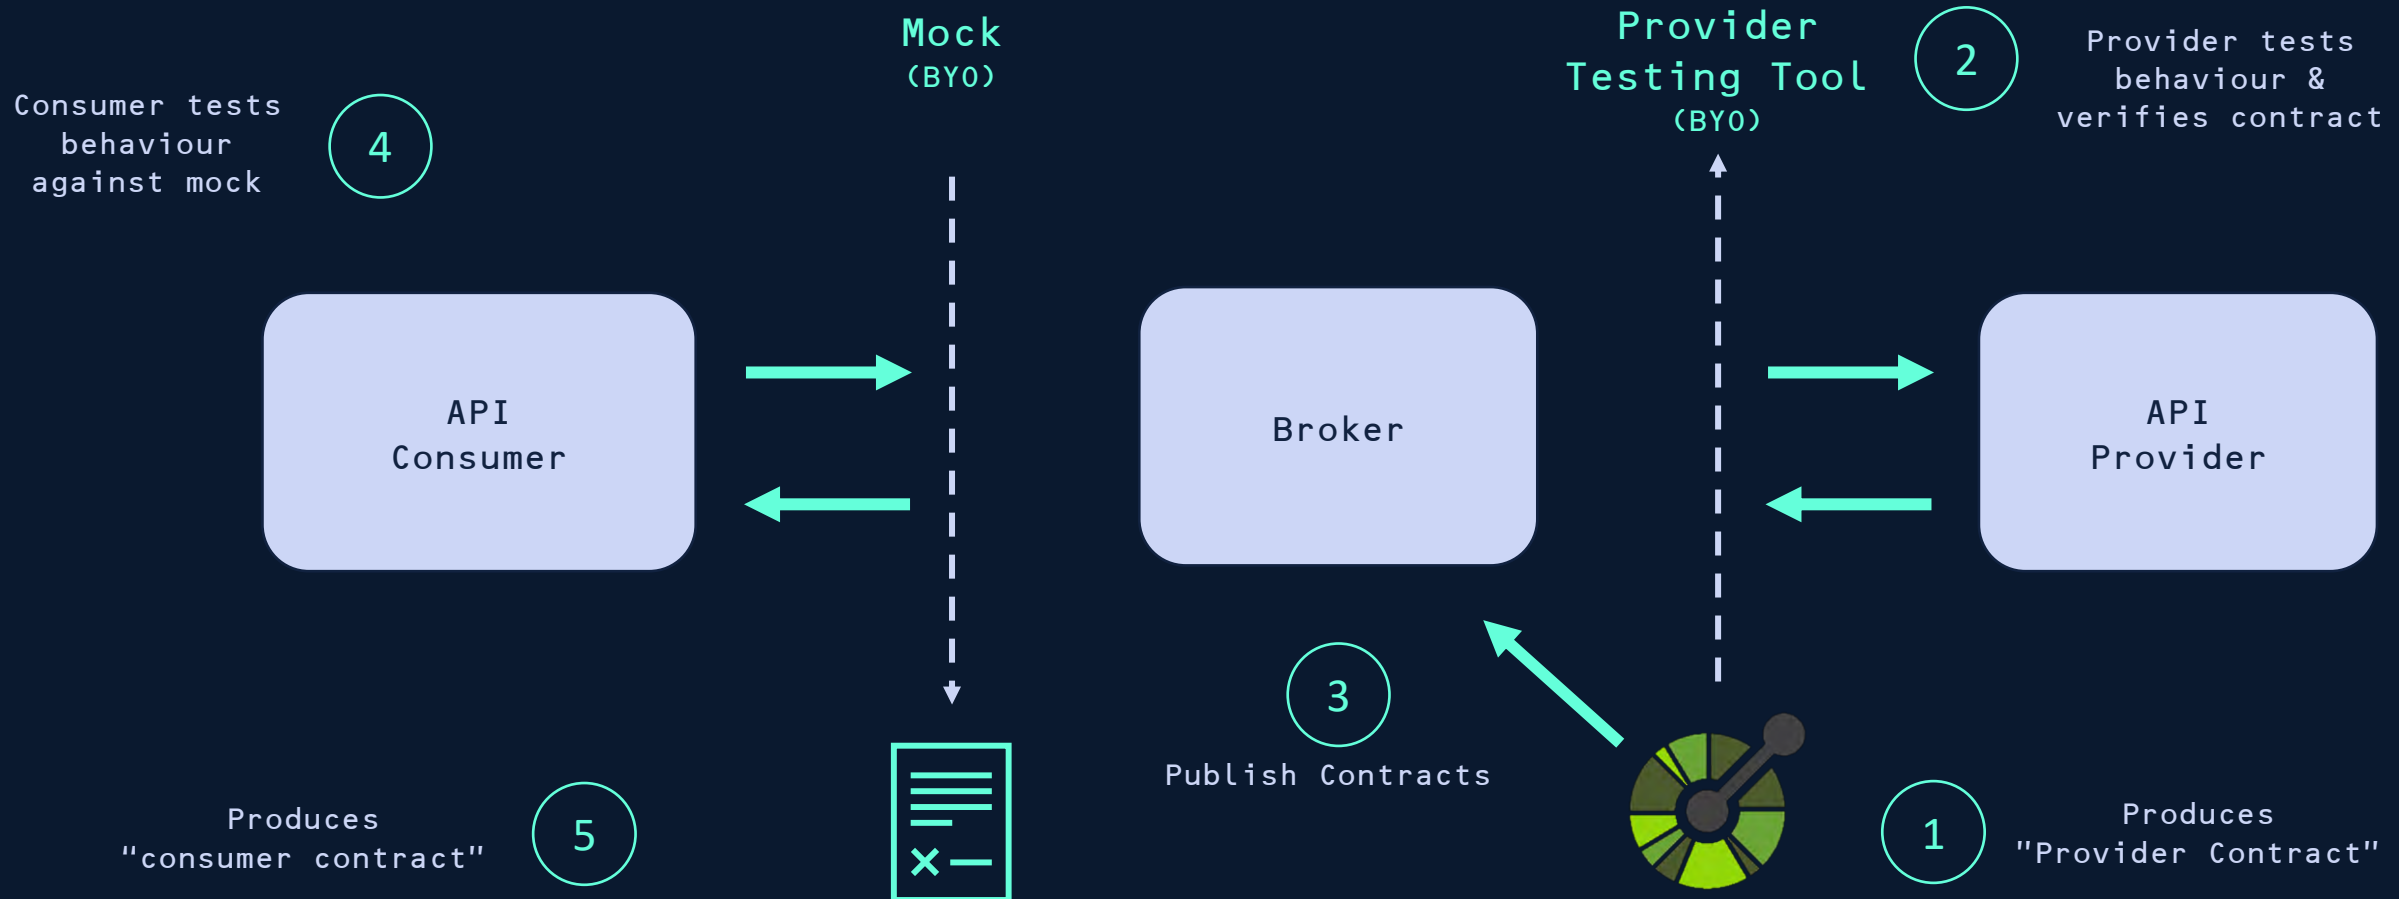 Mock
(BYO)
Provider
Testing Tool
(BYO)
2
Provider tests
behaviour &
verifies contract
Consumer tests
behaviour
against mock
4
API
Consumer
Broker
API
Provider
3
Publish Contracts
Produces
“consumer contract"
5
1
Produces
"Provider Contract"